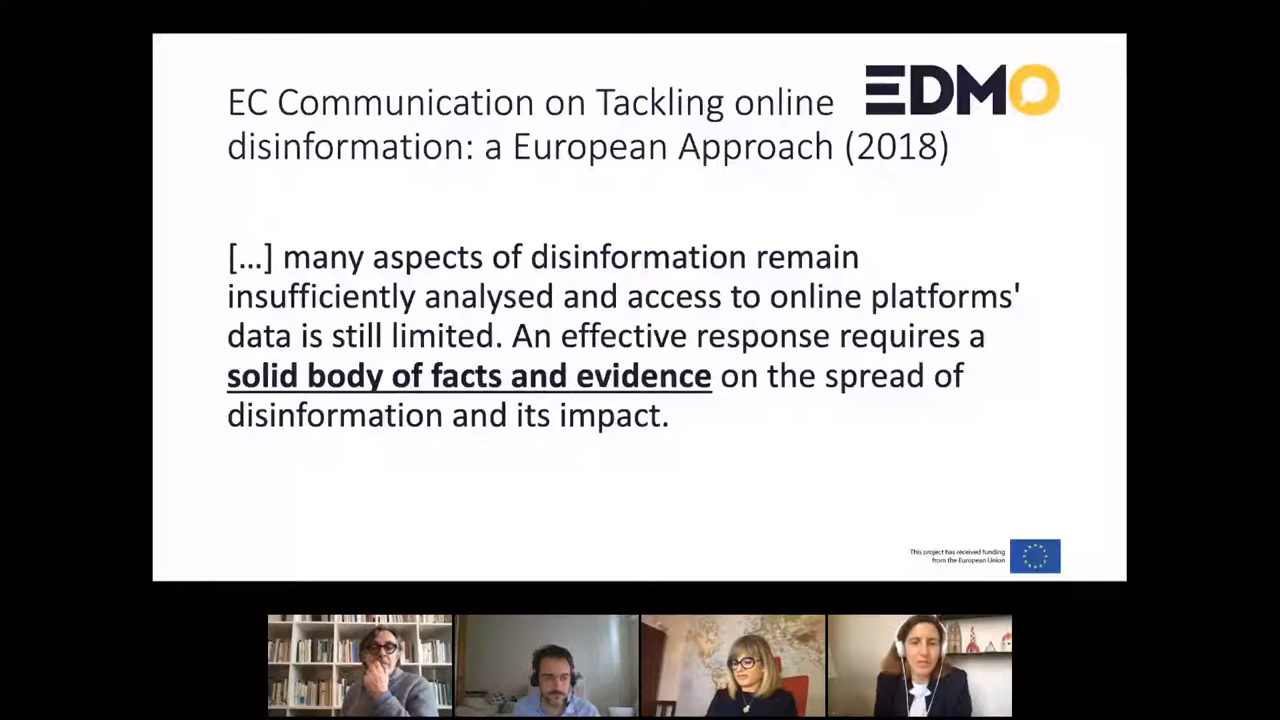 EC Communication on Tackling online
EDMO
disinformation: a European Approach (2018)
[...] many aspects of disinformation remain
insufficiently analysed and access to online platforms'
data is still limited. An effective response requires a
solid body of facts and evidence on the spread of
disinformation and its impact.
This project has received funding
from the European Union